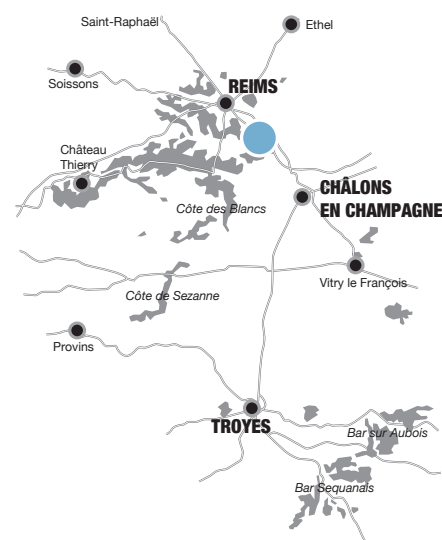 Saint-Raphaël
Ethel
Soissons
REIMS
Château
Thierry
CHÂLONS
EN CHAMPAGNE
Côte des Blancs
Vitry le François
Côte de Sezanne
Provins
TROYES
Bar sur Aubois
Bar Sequanais